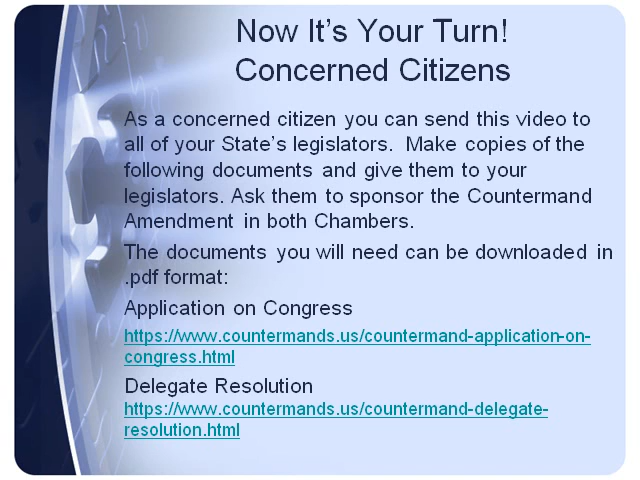 Now It's Your Turn!
Concerned Citizens
As a concerned citizen you can send this video to
all of your State's legislators. Make copies of the
following documents and give them to your
legislators. Ask them to sponsor the Countermand
Amendment in both Chambers.
The documents you will need can be downloaded in
.pdf format:
Application on Congress
https://www.countermands.us/countermand-application-on-
congress.html
Delegate Resolution
https://www.countermands.us/countermand-delegate-
resolution.html